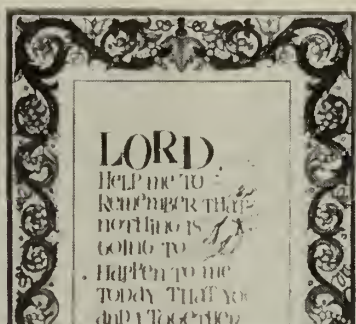 LORD
Help me to
Remember that
nothing is
going to
Happen to me
today that you
and I together